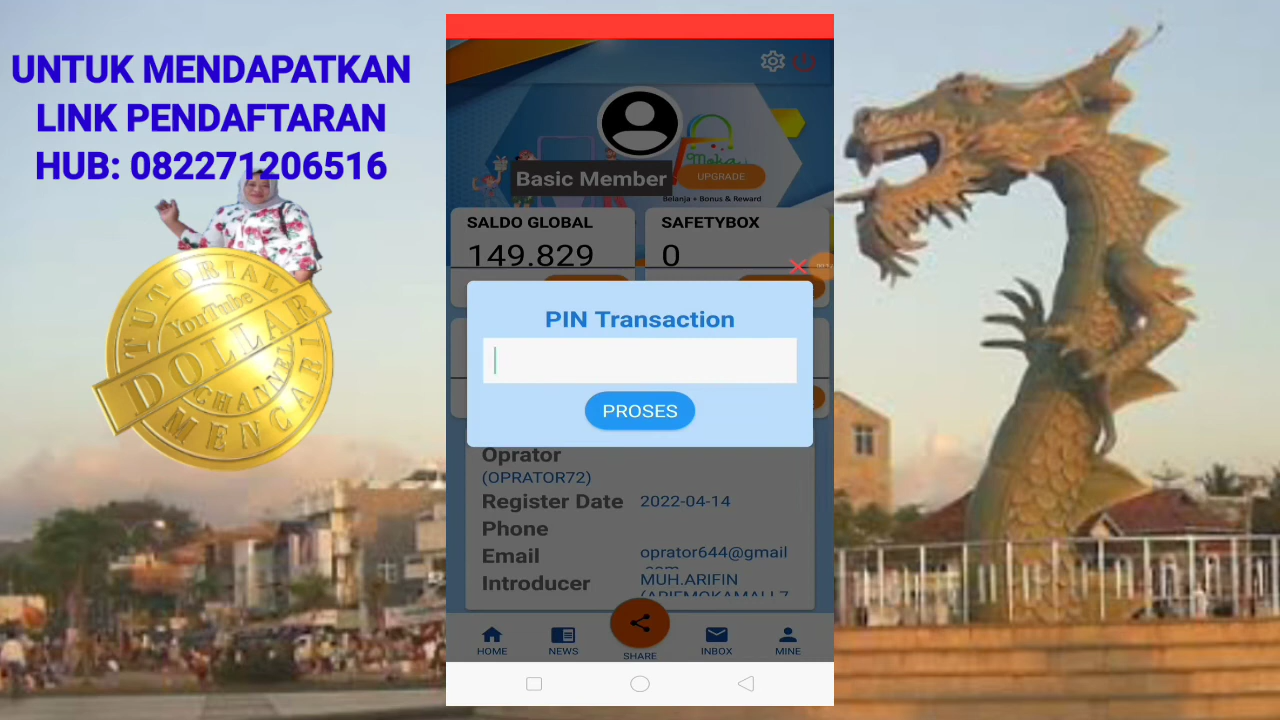 UNTUK MENDAPATKAN
LINK PENDAFTARAN
HUB: 082271206516
TUTORIAL
YouTube
DOLLAR
CHANNEL
MENCARI
Basic Member
UPGRADE
Belanja + Bonus & Reward
SALDO GLOBAL
149.829
SAFETYBOX
0
PIN Transaction
PROSES
Oprator
(OPRATOR72)
Register Date 2022-04-14
Phone
Email oprator644@gmail
Introducer MUH.ARIFIN
HOME
NEWS
SHARE
INBOX
MINE